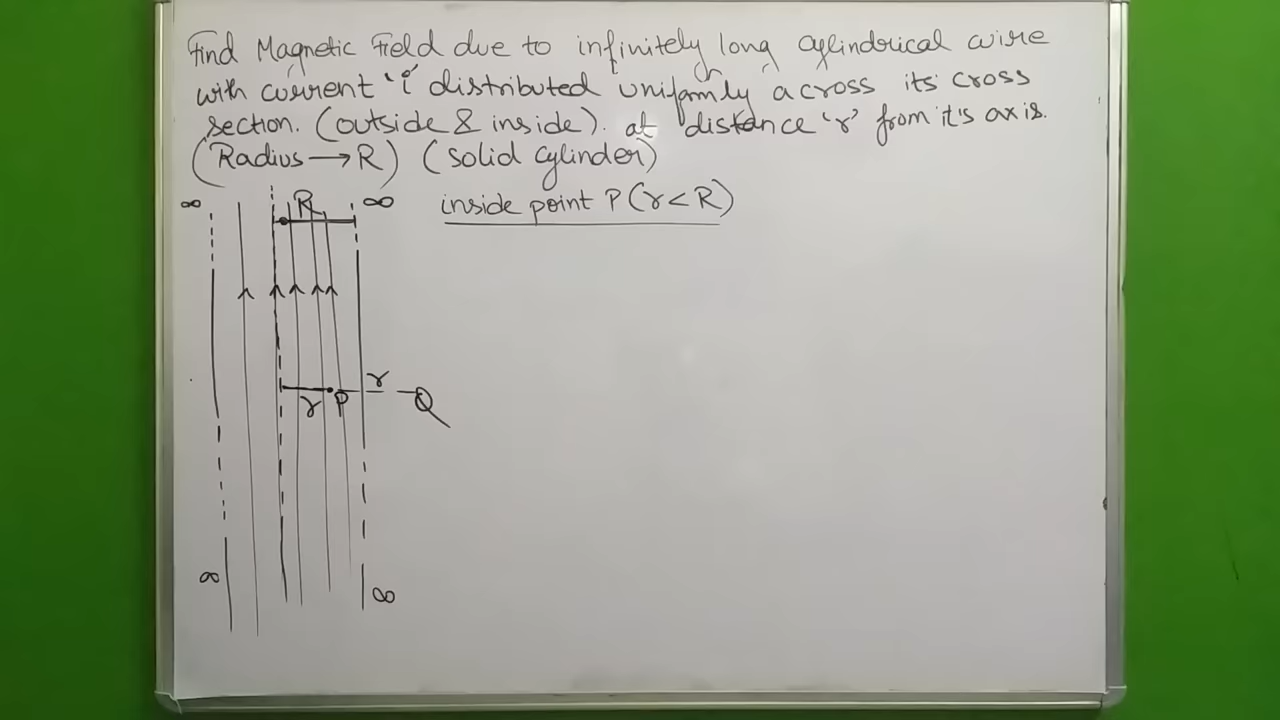 Find Magnetic Field due to infinitely long cylindrical wire
with current 'i' distributed uniformly across its cross
section. (outside & inside). at distance 'r' from it's axis.
(Radius → R) (solid cylinder)
inside point P(r < R)
∞ R ∞
r
r P Q
∞ ∞